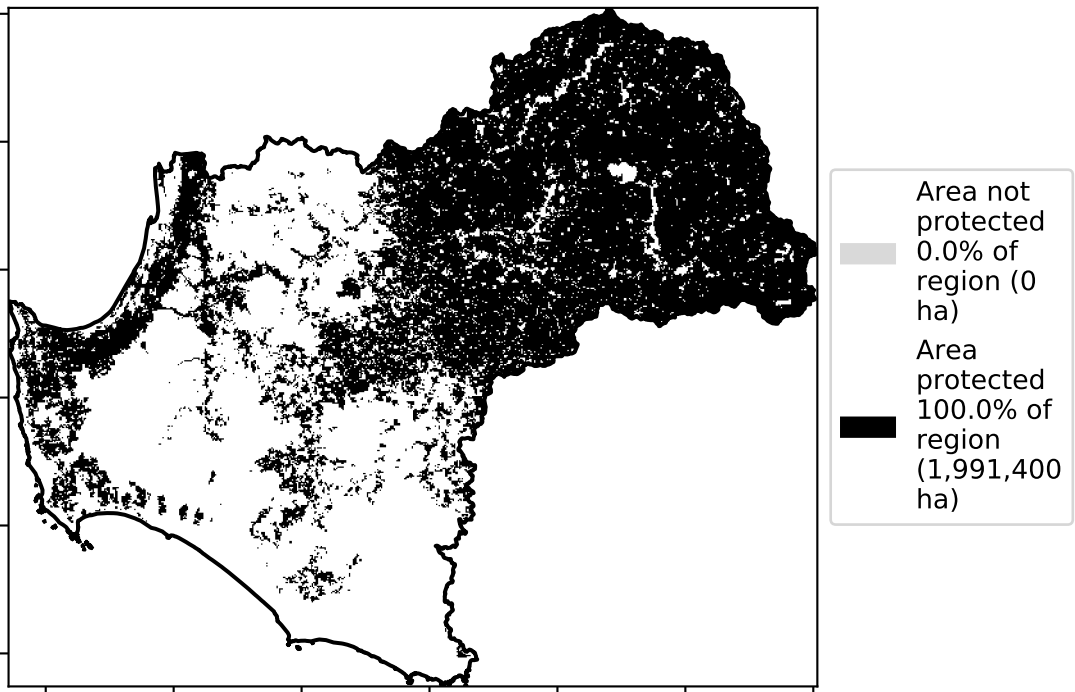 Area not
protected
0.0% of
region (0
ha)
Area
protected
100.0% of
region
(1,991,400
ha)